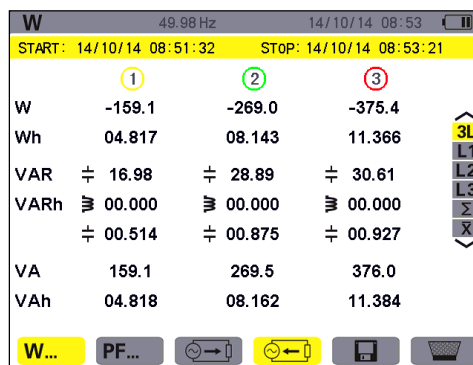 W 49.98 Hz 14/10/14 08:53
START: 14/10/14 08:51:32 SToP: 14/10/14 08:53:21
1 2 3
W -159.1 -269.0 -375.4
Wh 04.817 08.143 11.366
3L
L1
VAR 16.98 28.89 30.61
L2
L3
VARh 00.000 00.000 00.000
Σ
00.514 00.875 00.927
X̅
VA 159.1 269.5 376.0
VAh 04.818 08.162 11.384
W... PF...